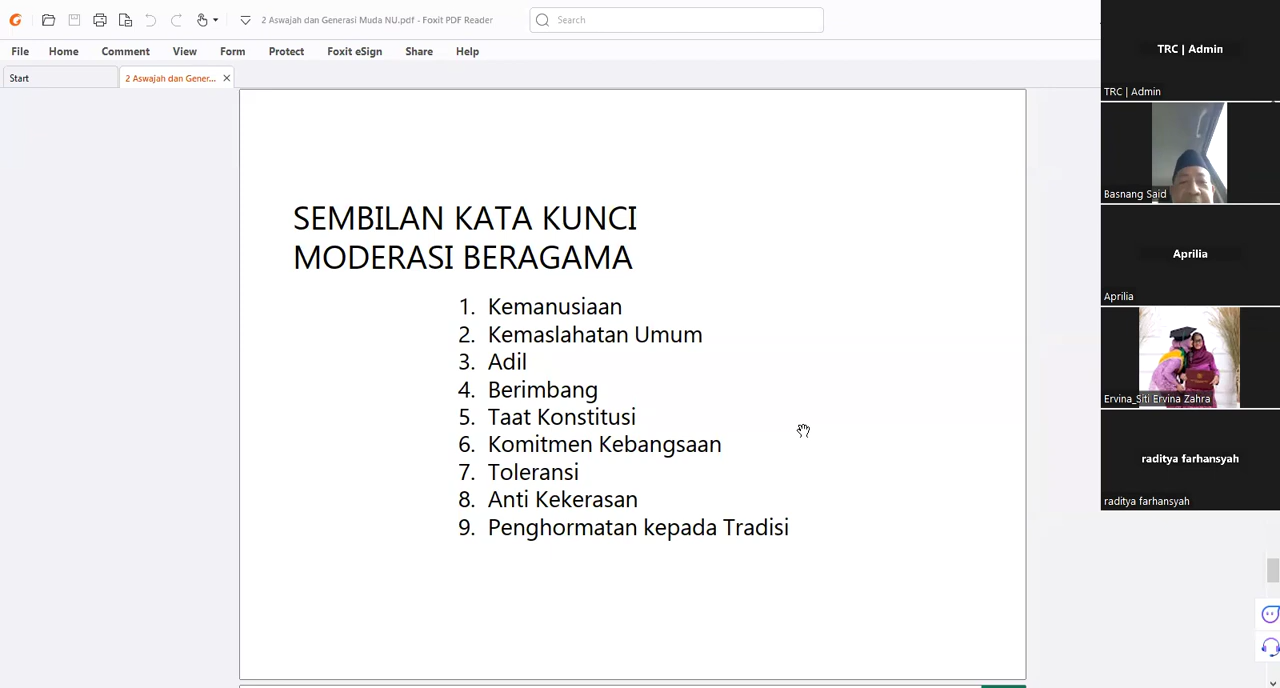 2 Aswajah dan Generasi Muda NU.pdf - Foxit PDF Reader
Search
File Home Comment View Form Protect Foxit eSign Share Help
Start
2 Aswajah dan Gener...
SEMBILAN KATA KUNCI
MODERASI BERAGAMA
1. Kemanusiaan
2. Kemaslahatan Umum
3. Adil
4. Berimbang
5. Taat Konstitusi
6. Komitmen Kebangsaan
7. Toleransi
8. Anti Kekerasan
9. Penghormatan kepada Tradisi
TRC | Admin
TRC | Admin
Basnang Said
Aprilia
Aprilia
Ervina_Siti Ervina Zahra
raditya farhansyah
raditya farhansyah